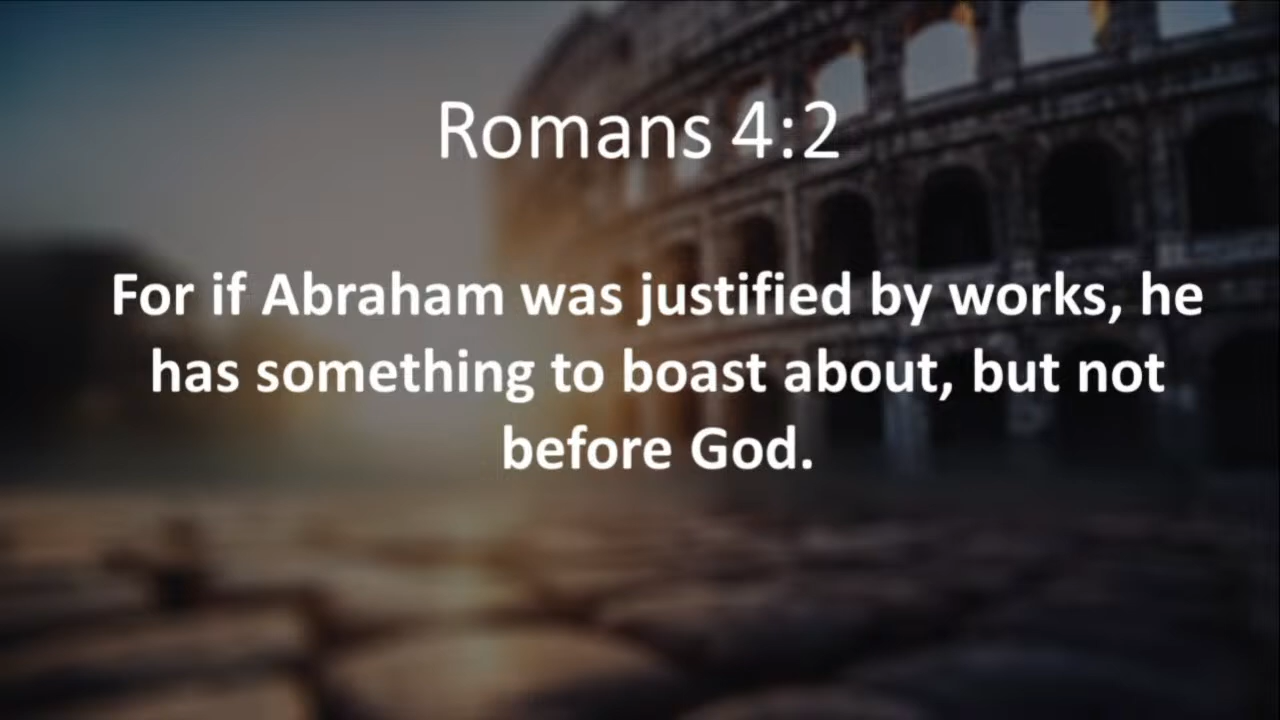 Romans 4:2
For if Abraham was justified by works, he
has something to boast about, but not
before God.